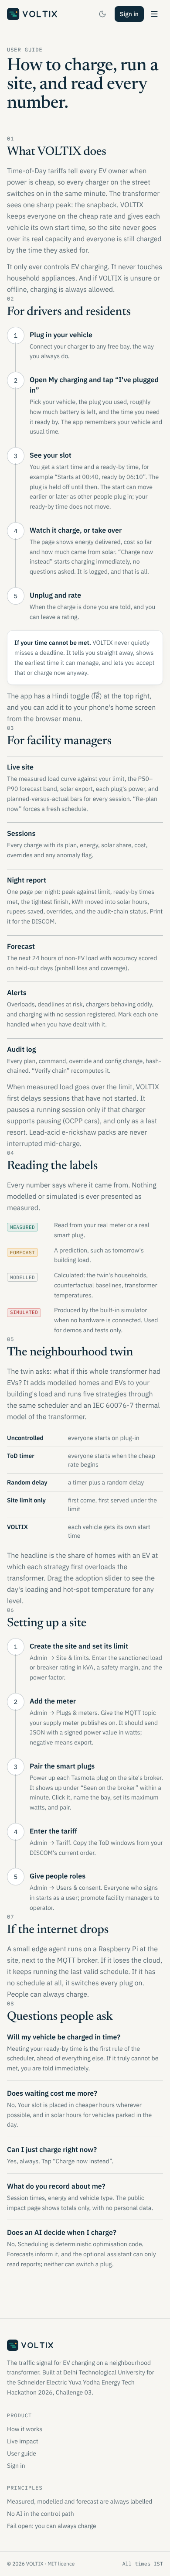 VOLTIX
Sign in
USER GUIDE
How to charge, run a
site, and read every
number.
01
What VOLTIX does
Time-of-Day tariffs tell every EV owner when
power is cheap, so every charger on the street
switches on in the same minute. The transformer
sees one sharp peak: the snapback. VOLTIX
keeps everyone on the cheap rate and gives each
vehicle its own start time, so the site never goes
over its real capacity and everyone is still charged
by the time they asked for.
It only ever controls EV charging. It never touches
household appliances. And if VOLTIX is unsure or
offline, charging is always allowed.
02
For drivers and residents
1
Plug in your vehicle
Connect your charger to any free bay, the way
you always do.
2
Open My charging and tap “I've plugged
in”
Pick your vehicle, the plug you used, roughly
how much battery is left, and the time you need
it ready by. The app remembers your vehicle and
usual time.
3
See your slot
You get a start time and a ready-by time, for
example “Starts at 00:40, ready by 06:10”. The
plug is held off until then. The start can move
earlier or later as other people plug in; your
ready-by time does not move.
4
Watch it charge, or take over
The page shows energy delivered, cost so far
and how much came from solar. “Charge now
instead” starts charging immediately, no
questions asked. It is logged, and that is all.
5
Unplug and rate
When the charge is done you are told, and you
can leave a rating.
If your time cannot be met. VOLTIX never quietly
misses a deadline. It tells you straight away, shows
the earliest time it can manage, and lets you accept
that or charge now anyway.
The app has a Hindi toggle (हि) at the top right,
and you can add it to your phone's home screen
from the browser menu.
03
For facility managers
Live site
The measured load curve against your limit, the P50–
P90 forecast band, solar export, each plug's power, and
planned-versus-actual bars for every session. “Re-plan
now” forces a fresh schedule.
Sessions
Every charge with its plan, energy, solar share, cost,
overrides and any anomaly flag.
Night report
One page per night: peak against limit, ready-by times
met, the tightest finish, kWh moved into solar hours,
rupees saved, overrides, and the audit-chain status. Print
it for the DISCOM.
Forecast
The next 24 hours of non-EV load with accuracy scored
on held-out days (pinball loss and coverage).
Alerts
Overloads, deadlines at risk, chargers behaving oddly,
and charging with no session registered. Mark each one
handled when you have dealt with it.
Audit log
Every plan, command, override and config change, hash-
chained. “Verify chain” recomputes it.
When measured load goes over the limit, VOLTIX
first delays sessions that have not started. It
pauses a running session only if that charger
supports pausing (OCPP cars), and only as a last
resort. Lead-acid e-rickshaw packs are never
interrupted mid-charge.
04
Reading the labels
Every number says where it came from. Nothing
modelled or simulated is ever presented as
measured.
MEASURED
Read from your real meter or a real
smart plug.
FORECAST
A prediction, such as tomorrow's
building load.
MODELLED
Calculated: the twin's households,
counterfactual baselines, transformer
temperatures.
SIMULATED
Produced by the built-in simulator
when no hardware is connected. Used
for demos and tests only.
05
The neighbourhood twin
The twin asks: what if this whole transformer had
EVs? It adds modelled homes and EVs to your
building's load and runs five strategies through
the same scheduler and an IEC 60076-7 thermal
model of the transformer.
Uncontrolled
everyone starts on plug-in
ToD timer
everyone starts when the cheap
rate begins
Random delay
a timer plus a random delay
Site limit only
first come, first served under the
limit
VOLTIX
each vehicle gets its own start
time
The headline is the share of homes with an EV at
which each strategy first overloads the
transformer. Drag the adoption slider to see the
day's loading and hot-spot temperature for any
level.
06
Setting up a site
1
Create the site and set its limit
Admin → Site & limits. Enter the sanctioned load
or breaker rating in kVA, a safety margin, and the
power factor.
2
Add the meter
Admin → Plugs & meters. Give the MQTT topic
your supply meter publishes on. It should send
JSON with a signed power value in watts;
negative means export.
3
Pair the smart plugs
Power up each Tasmota plug on the site's broker.
It shows up under “Seen on the broker” within a
minute. Click it, name the bay, set its maximum
watts, and pair.
4
Enter the tariff
Admin → Tariff. Copy the ToD windows from your
DISCOM's current order.
5
Give people roles
Admin → Users & consent. Everyone who signs
in starts as a user; promote facility managers to
operator.
07
If the internet drops
A small edge agent runs on a Raspberry Pi at the
site, next to the MQTT broker. If it loses the cloud,
it keeps running the last valid schedule. If it has
no schedule at all, it switches every plug on.
People can always charge.
08
Questions people ask
Will my vehicle be charged in time?
Meeting your ready-by time is the first rule of the
scheduler, ahead of everything else. If it truly cannot be
met, you are told immediately.
Does waiting cost me more?
No. Your slot is placed in cheaper hours wherever
possible, and in solar hours for vehicles parked in the
day.
Can I just charge right now?
Yes, always. Tap “Charge now instead”.
What do you record about me?
Session times, energy and vehicle type. The public
impact page shows totals only, with no personal data.
Does an AI decide when I charge?
No. Scheduling is deterministic optimisation code.
Forecasts inform it, and the optional assistant can only
read reports; neither can switch a plug.
VOLTIX
The traffic signal for EV charging on a neighbourhood
transformer. Built at Delhi Technological University for
the Schneider Electric Yuva Yodha Energy Tech
Hackathon 2026, Challenge 03.
PRODUCT
How it works
Live impact
User guide
Sign in
PRINCIPLES
Measured, modelled and forecast are always labelled
No AI in the control path
Fail open: you can always charge
© 2026 VOLTIX · MIT licence
All times IST